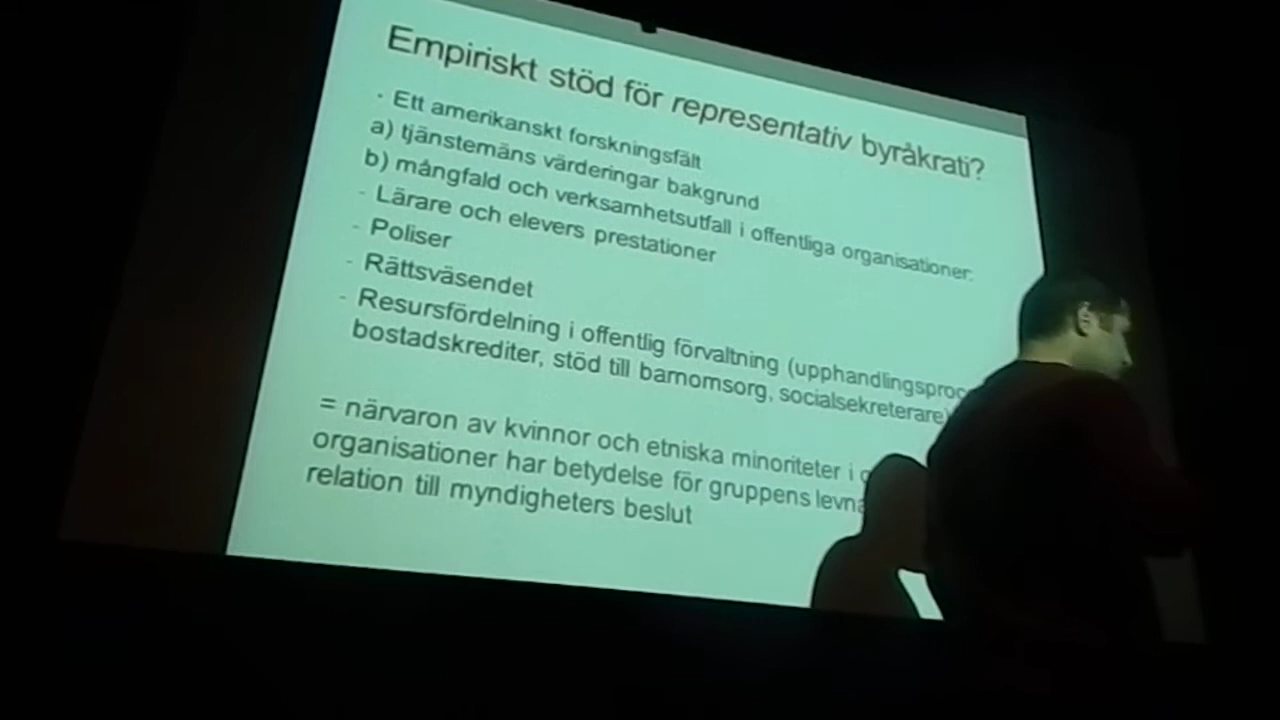 Empiriskt stöd för representativ byråkrati?
- Ett amerikanskt forskningsfält
a) tjänstemäns värderingar bakgrund
b) mångfald och verksamhetsutfall i offentliga organisationer:
- Lärare och elevers prestationer
- Poliser
- Rättsväsendet
- Resursfördelning i offentlig förvaltning (upphandlingsproc
bostadskrediter, stöd till barnomsorg, socialsekreterare)
= närvaron av kvinnor och etniska minoriteter i
organisationer har betydelse för gruppens levna
relation till myndigheters beslut